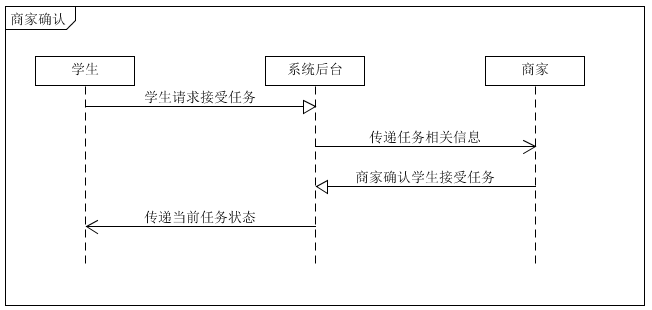 商家确认
学生
系统后台
商家
学生请求接受任务
传递任务相关信息
商家确认学生接受任务
传递当前任务状态